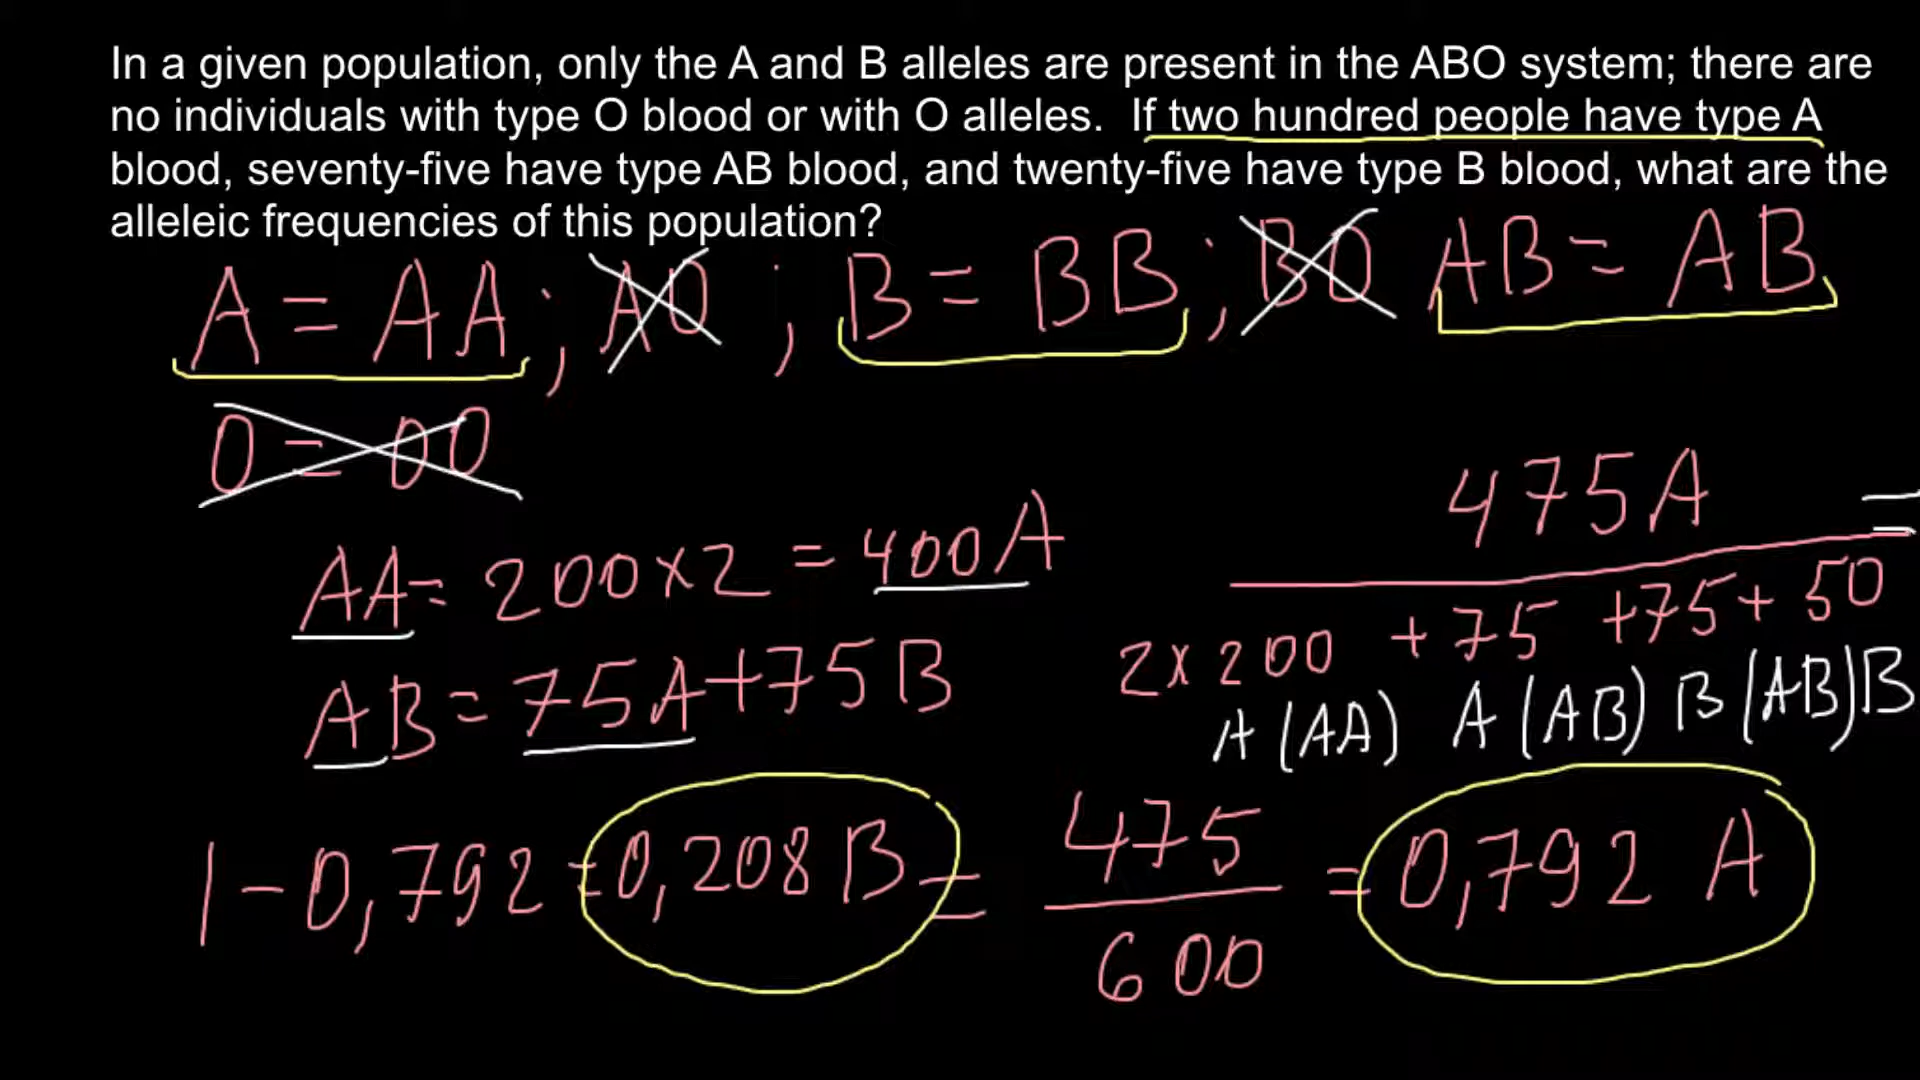 In a given population, only the A and B alleles are present in the ABO system; there are
no individuals with type O blood or with O alleles. If two hundred people have type A
blood, seventy-five have type AB blood, and twenty-five have type B blood, what are the
alleleic frequencies of this population?
A = AA; AO ; B = BB; BO AB = AB
O = OO
475A =
AA = 200x2 = 400A
2x200 + 75 + 75 + 50
AB = 75A + 75B
A (AA) A (AB) B (AB) B
1 - 0,792 = 0,208 B = 475 = 0,792 A
600